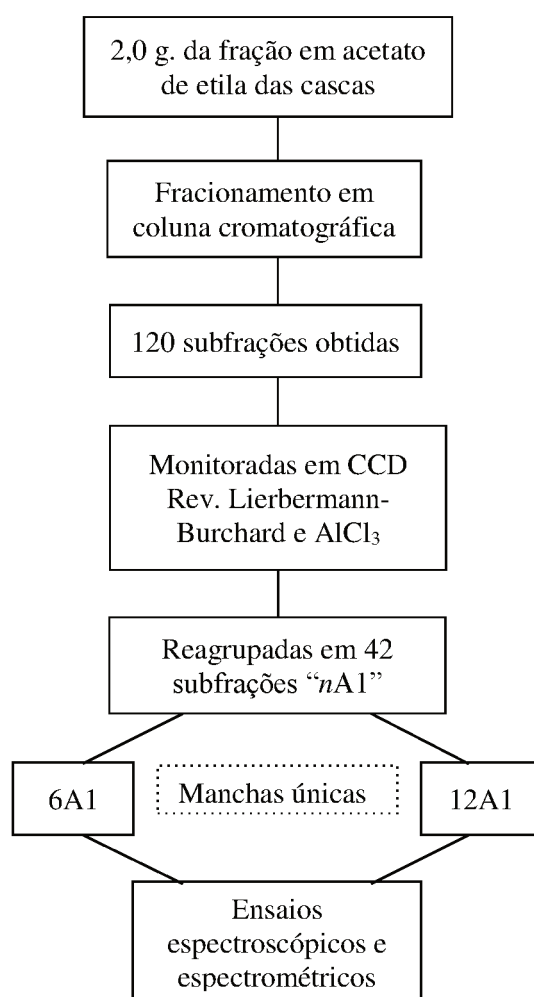 2,0 g. da fração em acetato
de etila das cascas
Fracionamento em
coluna cromatográfica
120 subfrações obtidas
Monitoradas em CCD
Rev. Lierbermann-
Burchard e AlCl₃
Reagrupadas em 42
subfrações “nA1”
6A1
Manchas únicas
12A1
Ensaios
espectroscópicos e
espectrométricos